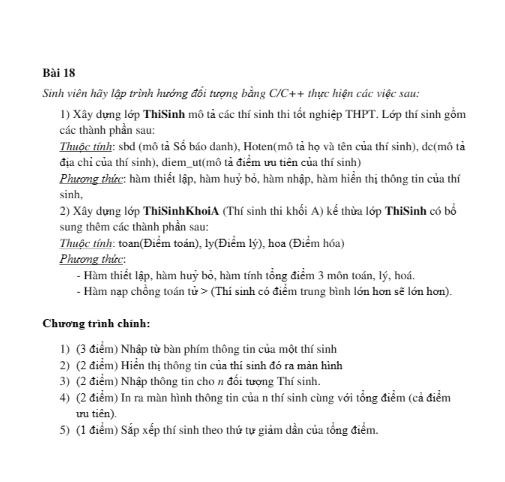 Bài 18
Sinh viên hãy lập trình hướng đối tượng bằng C/C++ thực hiện các việc sau:
1) Xây dựng lớp ThiSinh mô tả các thí sinh thi tốt nghiệp THPT. Lớp thí sinh gồm
các thành phần sau:
Thuộc tính: sbd (mô tả Số báo danh), Hoten(mô tả họ và tên của thí sinh), dc(mô tả
địa chỉ của thí sinh), diem_ut(mô tả điểm ưu tiên của thí sinh)
Phương thức: hàm thiết lập, hàm huỷ bỏ, hàm nhập, hàm hiển thị thông tin của thí
sinh,
2) Xây dựng lớp ThiSinhKhoiA (Thí sinh thi khối A) kế thừa lớp ThiSinh có bổ
sung thêm các thành phần sau:
Thuộc tính: toan(Điểm toán), ly(Điểm lý), hoa (Điểm hóa)
Phương thức:
- Hàm thiết lập, hàm huỷ bỏ, hàm tính tổng điểm 3 môn toán, lý, hoá.
- Hàm nạp chồng toán tử > (Thí sinh có điểm trung bình lớn hơn sẽ lớn hơn).
Chương trình chính:
1) (3 điểm) Nhập từ bàn phím thông tin của một thí sinh
2) (2 điểm) Hiển thị thông tin của thí sinh đó ra màn hình
3) (2 điểm) Nhập thông tin cho n đối tượng Thí sinh.
4) (2 điểm) In ra màn hình thông tin của n thí sinh cùng với tổng điểm (cả điểm
ưu tiên).
5) (1 điểm) Sắp xếp thí sinh theo thứ tự giảm dần của tổng điểm.